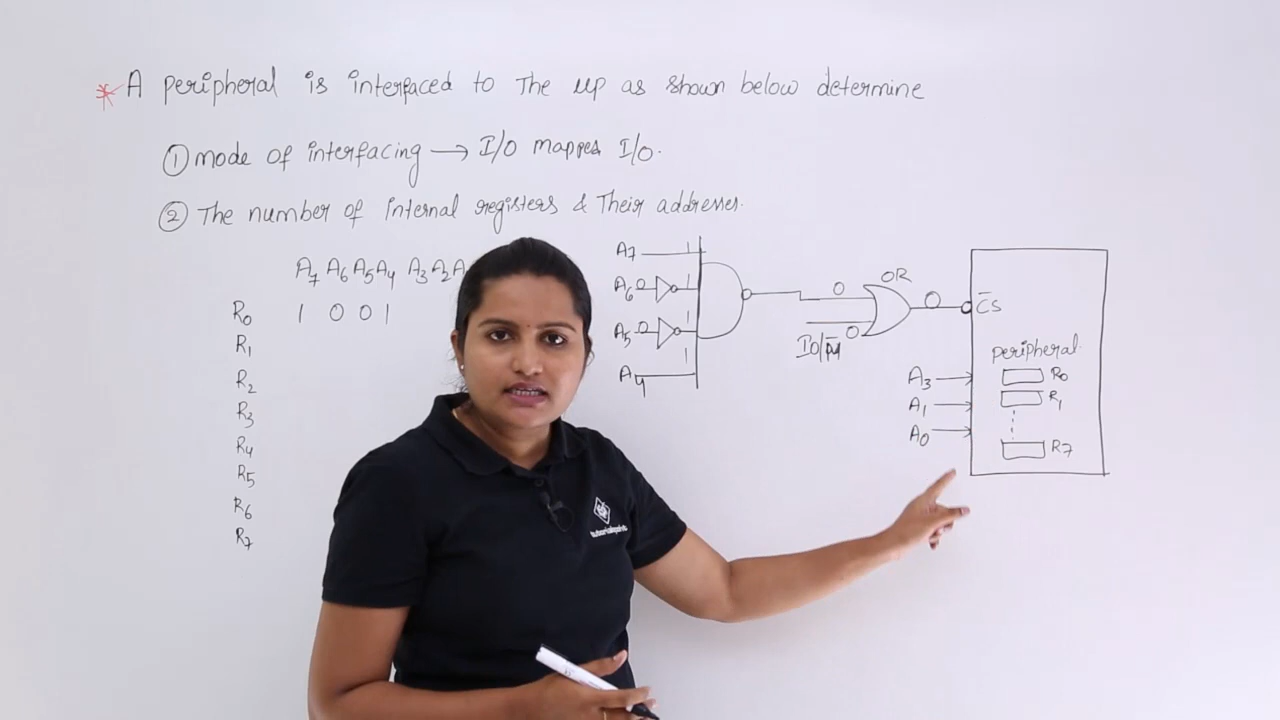 * A peripheral is interfaced to The μp as shown below determine
① mode of interfacing → I/O mapped I/O.
② The number of internal registers & Their addresses.
A7 A6 A5 A4 A3 A2 A
R0 1 0 0 1
R1
R2
R3
R4
R5
R6
R7
A7 1
A6 0 1
A5 0 1
A4 1
0
IO/M̅ 0
OR
0
C̅S̅
peripheral
R0
R1
R7
A3
A1
A0
tutorialspoint